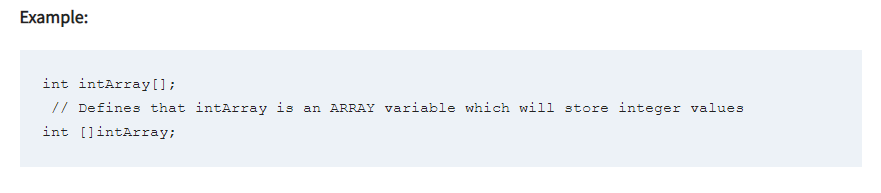 Example:
int intArray[];
// Defines that intArray is an ARRAY variable which will store integer values
int []intArray;